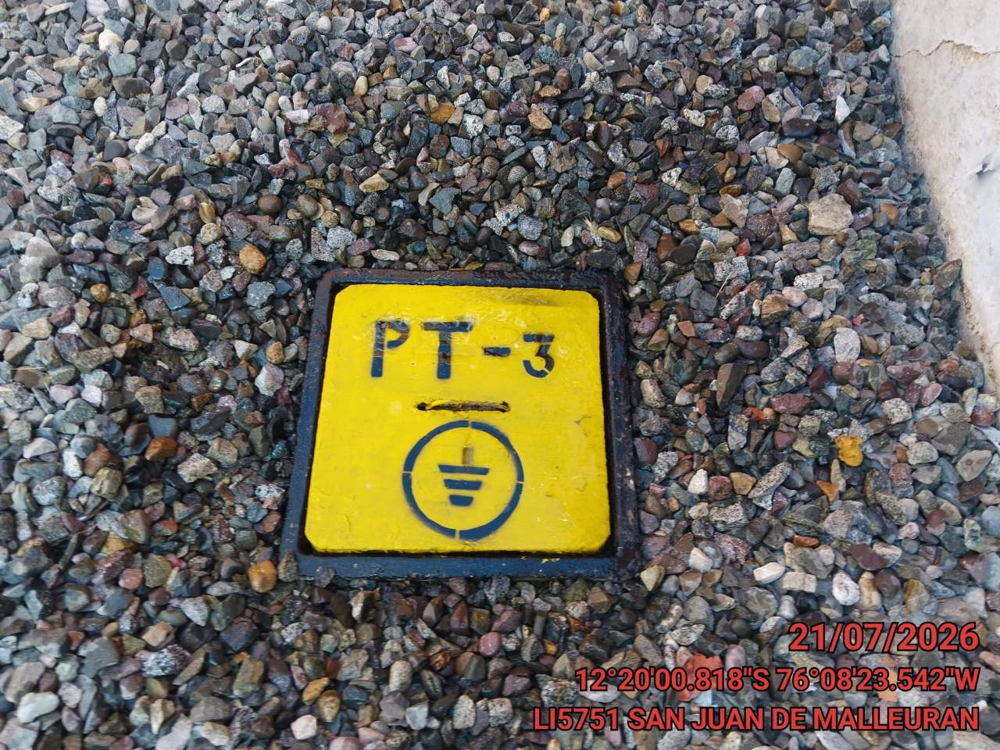 PT-3
21/07/2026
12°20'00.818"S 76°08'23.542"W
LI5751 SAN JUAN DE MALLEURAN